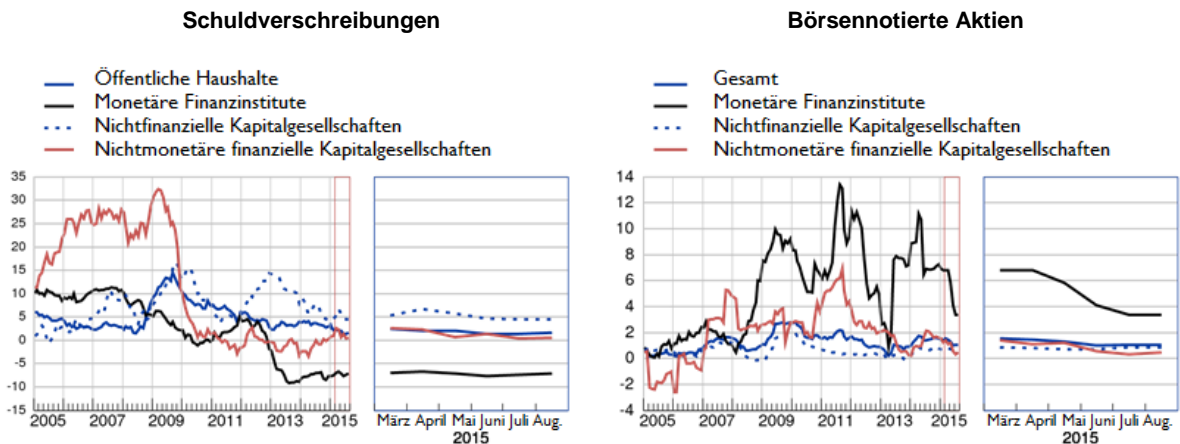 Schuldverschreibungen
Öffentliche Haushalte
Monetäre Finanzinstitute
Nichtfinanzielle Kapitalgesellschaften
Nichtmonetäre finanzielle Kapitalgesellschaften
35
30
25
20
15
10
5
0
-5
-10
-15
2005 2007 2009 2011 2013 2015
März April Mai Juni Juli Aug.
2015
Börsennotierte Aktien
Gesamt
Monetäre Finanzinstitute
Nichtfinanzielle Kapitalgesellschaften
Nichtmonetäre finanzielle Kapitalgesellschaften
14
12
10
8
6
4
2
0
-2
-4
2005 2007 2009 2011 2013 2015
März April Mai Juni Juli Aug.
2015